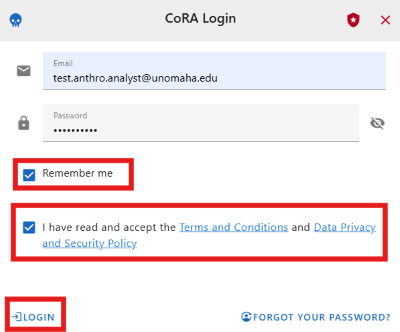 CoRA Login
Email
test.anthro.analyst@unomaha.edu
Password
••••••••••
Remember me
I have read and accept the Terms and Conditions and Data Privacy
and Security Policy
LOGIN
FORGOT YOUR PASSWORD?